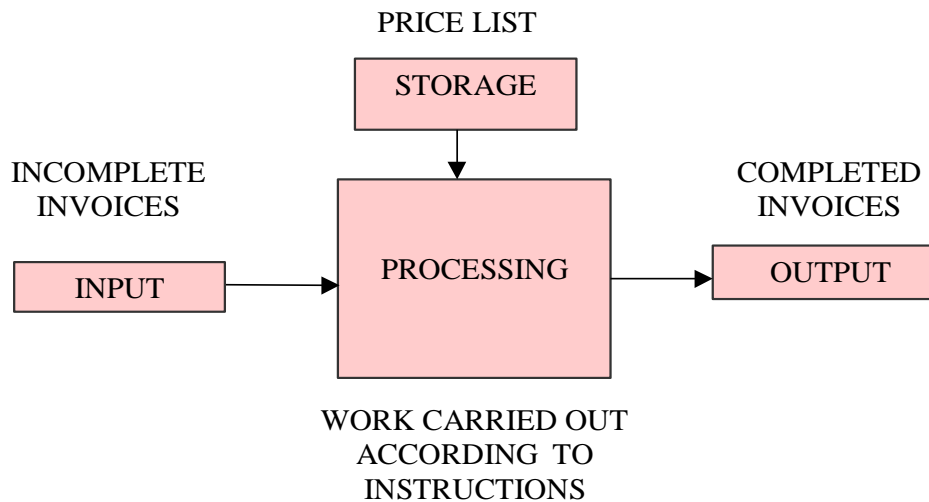 PRICE LIST
STORAGE
INCOMPLETE
INVOICES
INPUT
PROCESSING
COMPLETED
INVOICES
OUTPUT
WORK CARRIED OUT
ACCORDING TO
INSTRUCTIONS